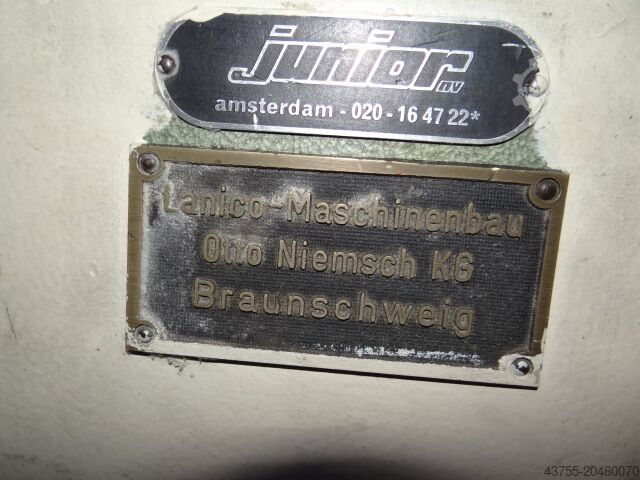 junior nv
amsterdam - 020 - 16 47 22*
Lanico-Maschinenbau
Otto Niemsch KG
Braunschweig
43755-20460070